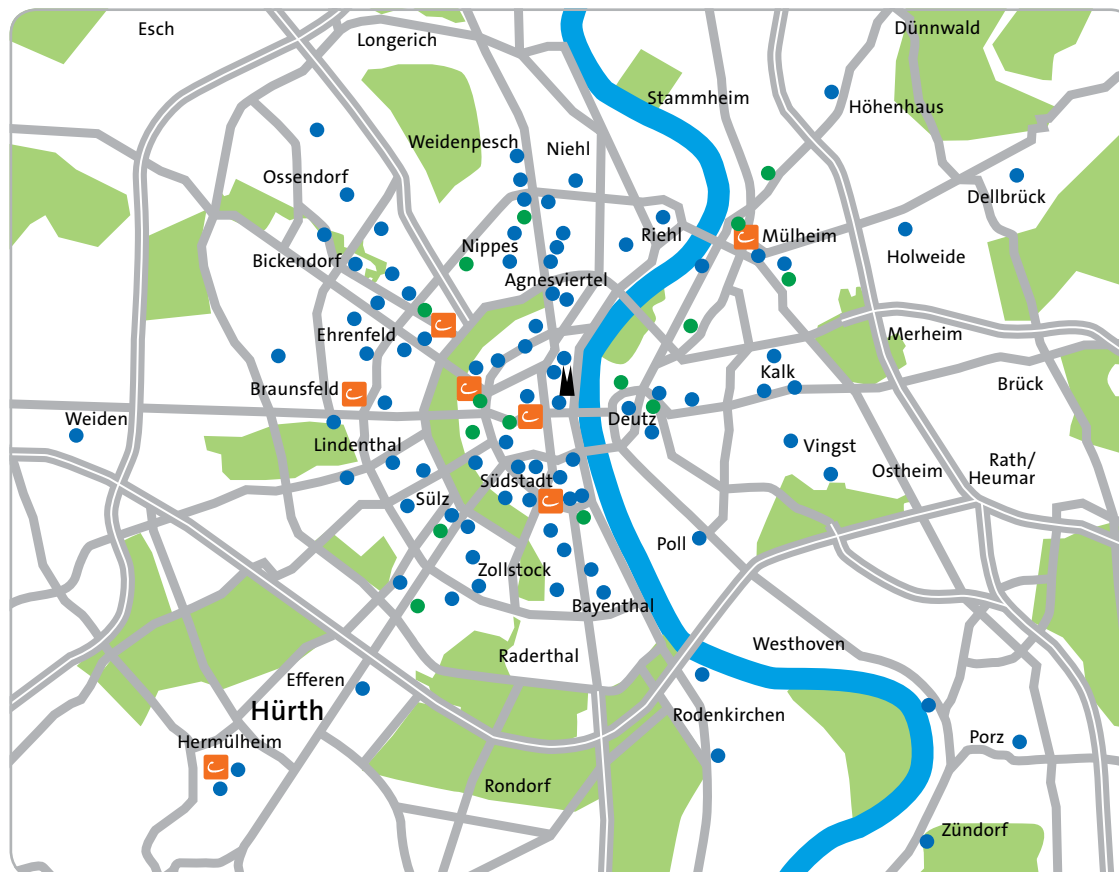 Esch
Longerich
Dünnwald
Stammheim
Höhenhaus
Weidenpesch
Niehl
Ossendorf
Dellbrück
Riehl
Mülheim
Nippes
Bickendorf
Holweide
Agnesviertel
Ehrenfeld
Merheim
Kalk
Braunsfeld
Brück
Weiden
Deutz
Lindenthal
Vingst
Ostheim
Rath/
Heumar
Südstadt
Sülz
Poll
Zollstock
Bayenthal
Westhoven
Raderthal
Efferen
Hürth
Rodenkirchen
Hermülheim
Porz
Rondorf
Zündorf